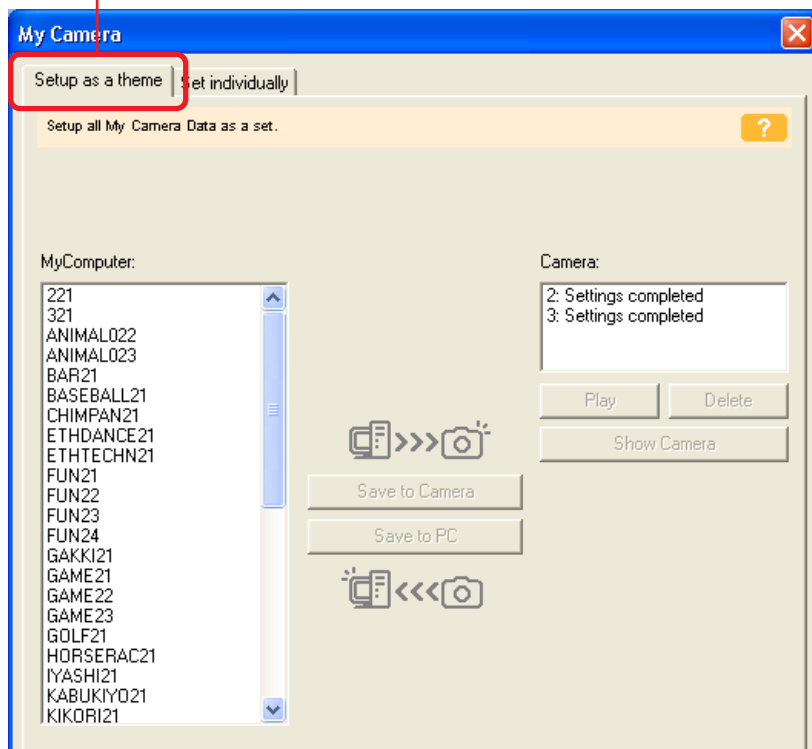 My Camera
Setup as a theme
Set individually
Setup all My Camera Data as a set.
?
MyComputer:
221
321
ANIMAL022
ANIMAL023
BAR21
BASEBALL21
CHIMPAN21
ETHDANCE21
ETHTECHN21
FUN21
FUN22
FUN23
FUN24
GAKKI21
GAME21
GAME22
GAME23
GOLF21
HORSERAC21
IYASHI21
KABUKIYO21
KIKORI21
Save to Camera
Save to PC
Camera:
2: Settings completed
3: Settings completed
Play
Delete
Show Camera